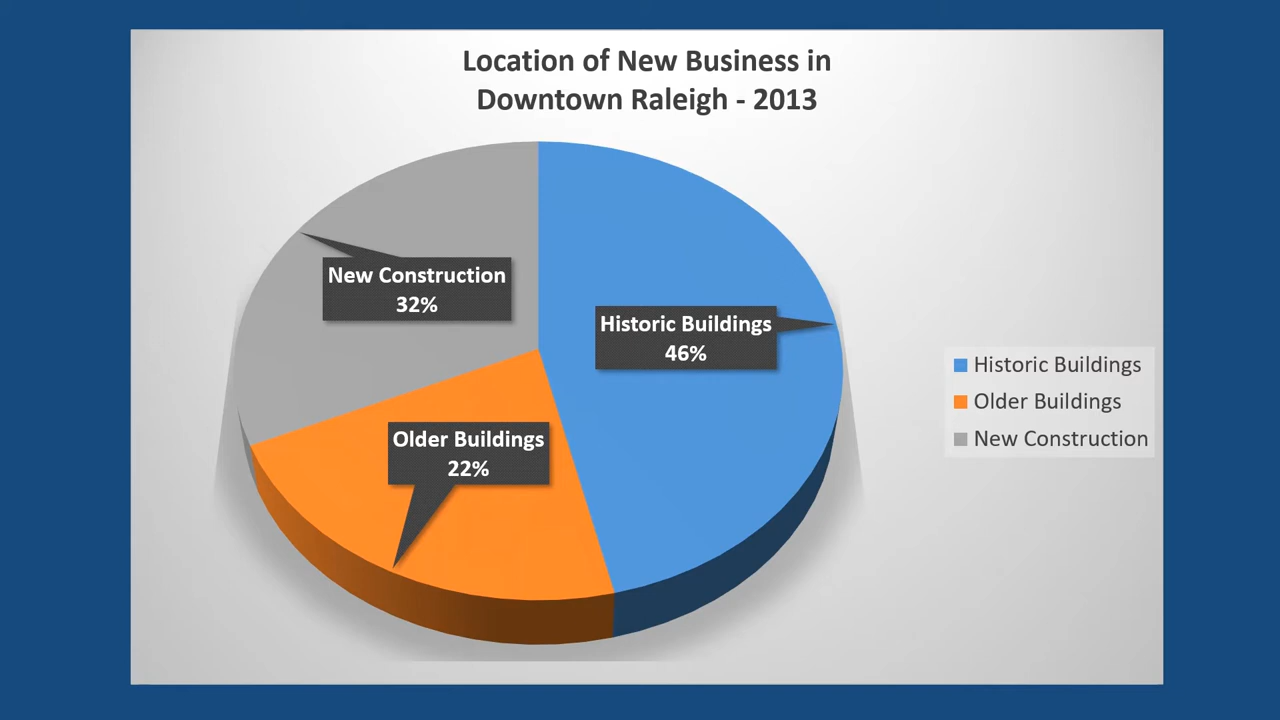 Location of New Business in
Downtown Raleigh - 2013
New Construction
32%
Historic Buildings
46%
Older Buildings
22%
Historic Buildings
Older Buildings
New Construction